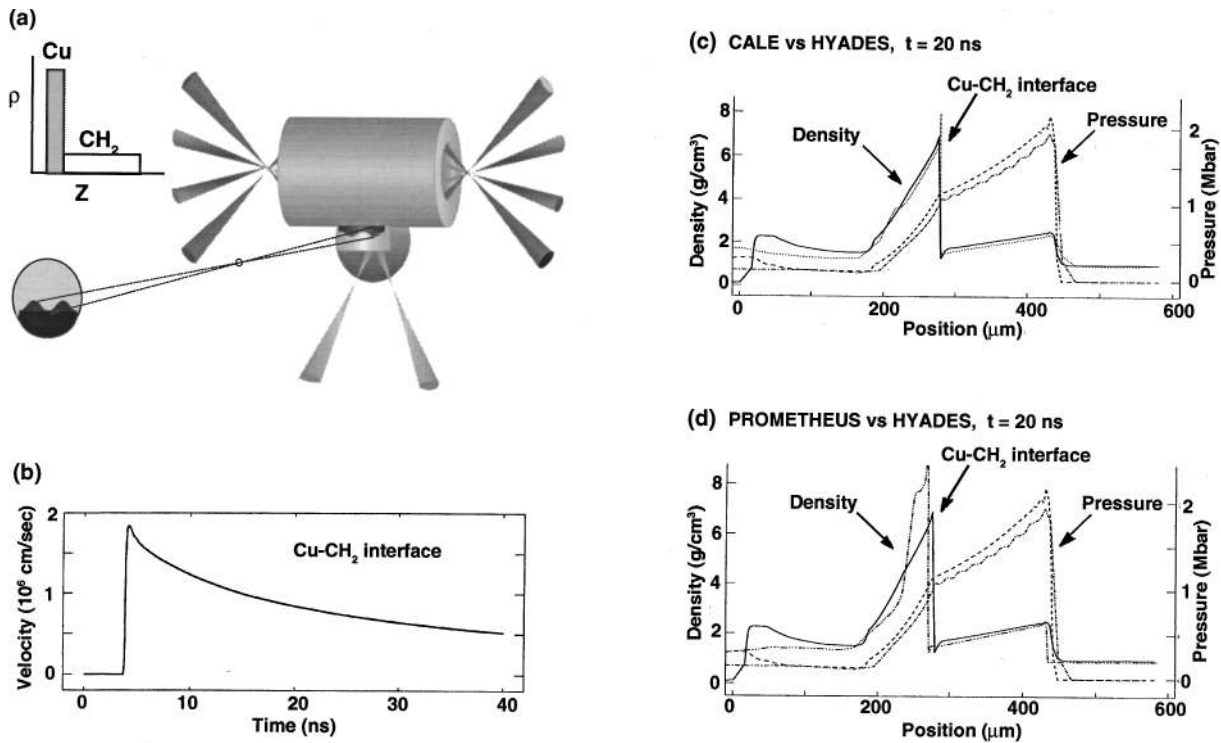 (a)
Cu
ρ
CH₂
Z
(b)
Velocity (10⁶ cm/sec)
2
1
0
Cu-CH₂ interface
0 10 20 30 40
Time (ns)
(c) CALE vs HYADES, t = 20 ns
Cu-CH₂ interface
Density
Pressure
Density (g/cm³)
8
6
4
2
0
Pressure (Mbar)
2
1
0
0 200 400 600
Position (μm)
(d) PROMETHEUS vs HYADES, t = 20 ns
Cu-CH₂ interface
Density
Pressure
Density (g/cm³)
8
6
4
2
0
Pressure (Mbar)
2
1
0
0 200 400 600
Position (μm)